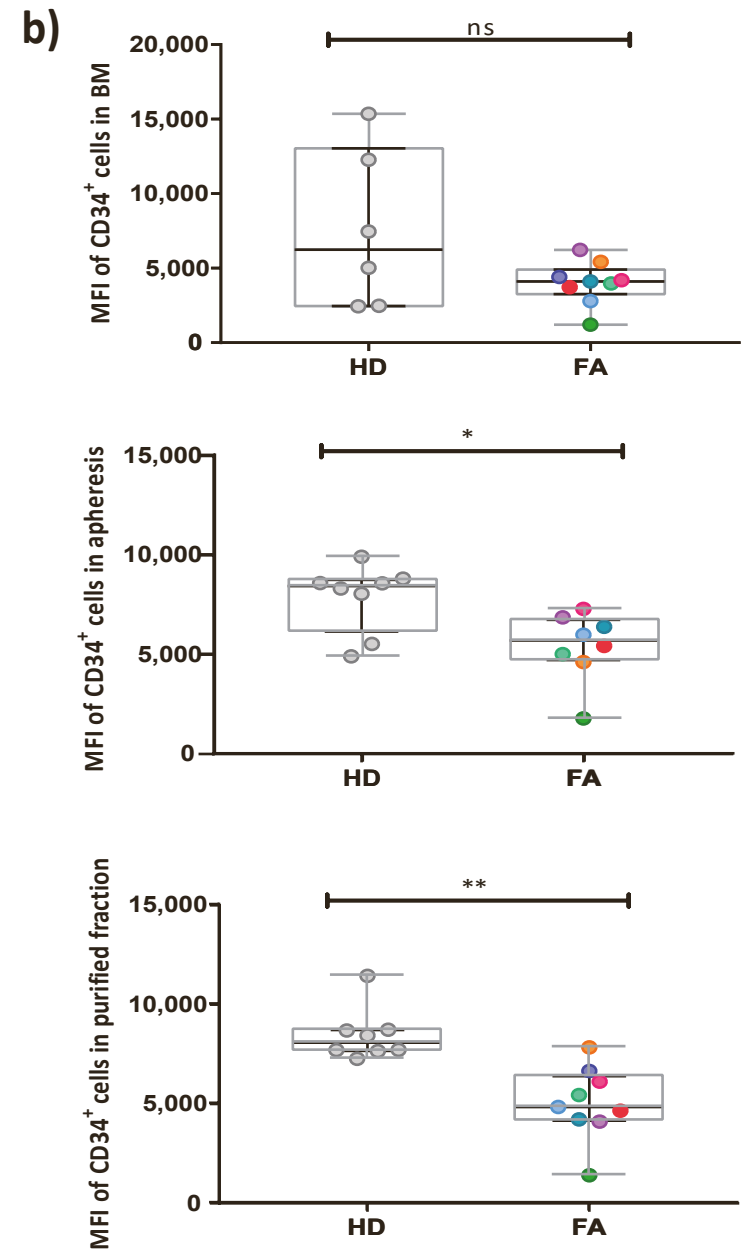 b)
ns
MFI of CD34+ cells in BM
20,000
15,000
10,000
5,000
0
HD FA
*
MFI of CD34+ cells in apheresis
15,000
10,000
5,000
0
HD FA
**
MFI of CD34+ cells in purified fraction
15,000
10,000
5,000
0
HD FA